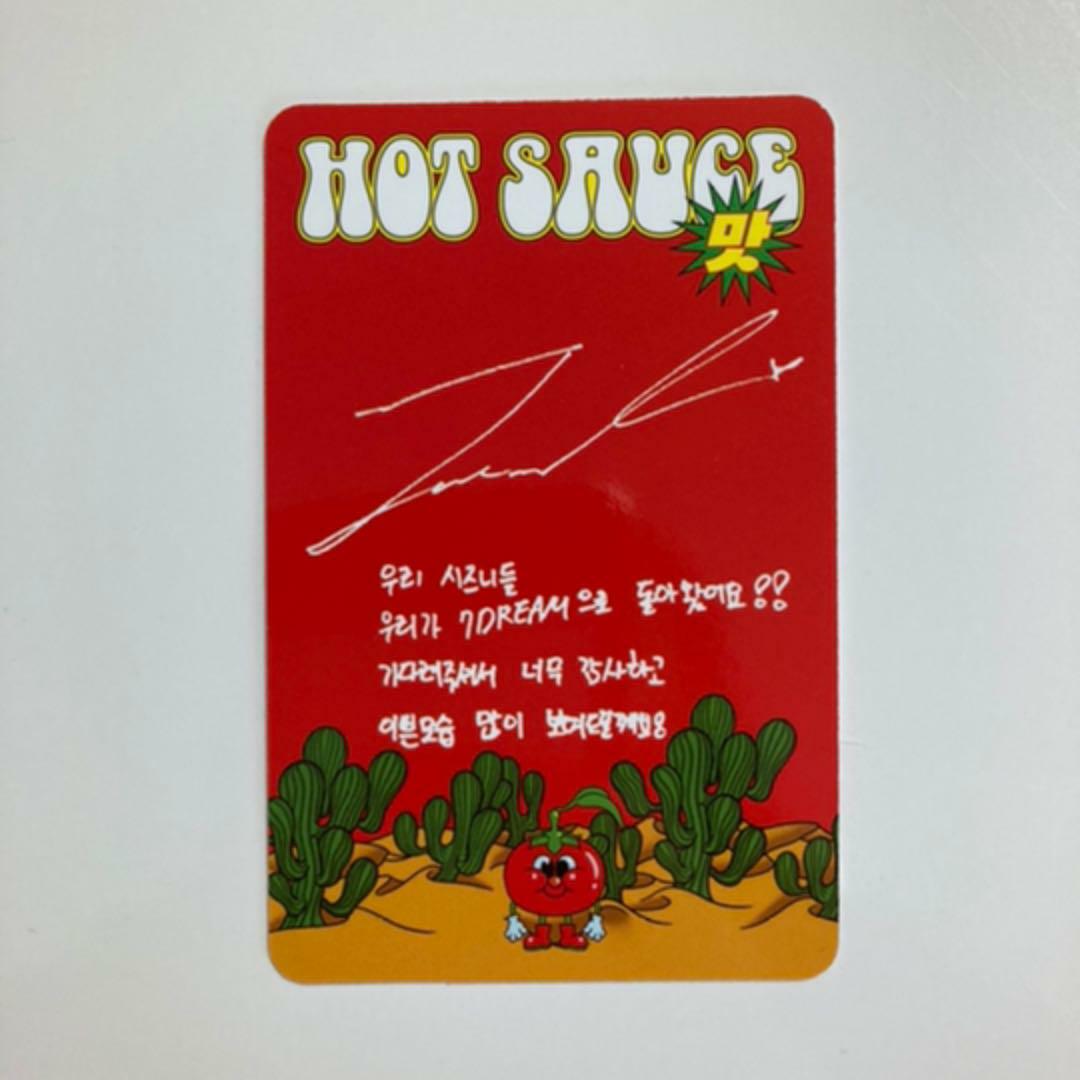 HOT SAUCE
맛
우리 시즈니들
우리가 7DREAM으로 돌아왔어요!!
기다려주셔서 너무 감사하고
이쁜모습 많이 보여드릴께요